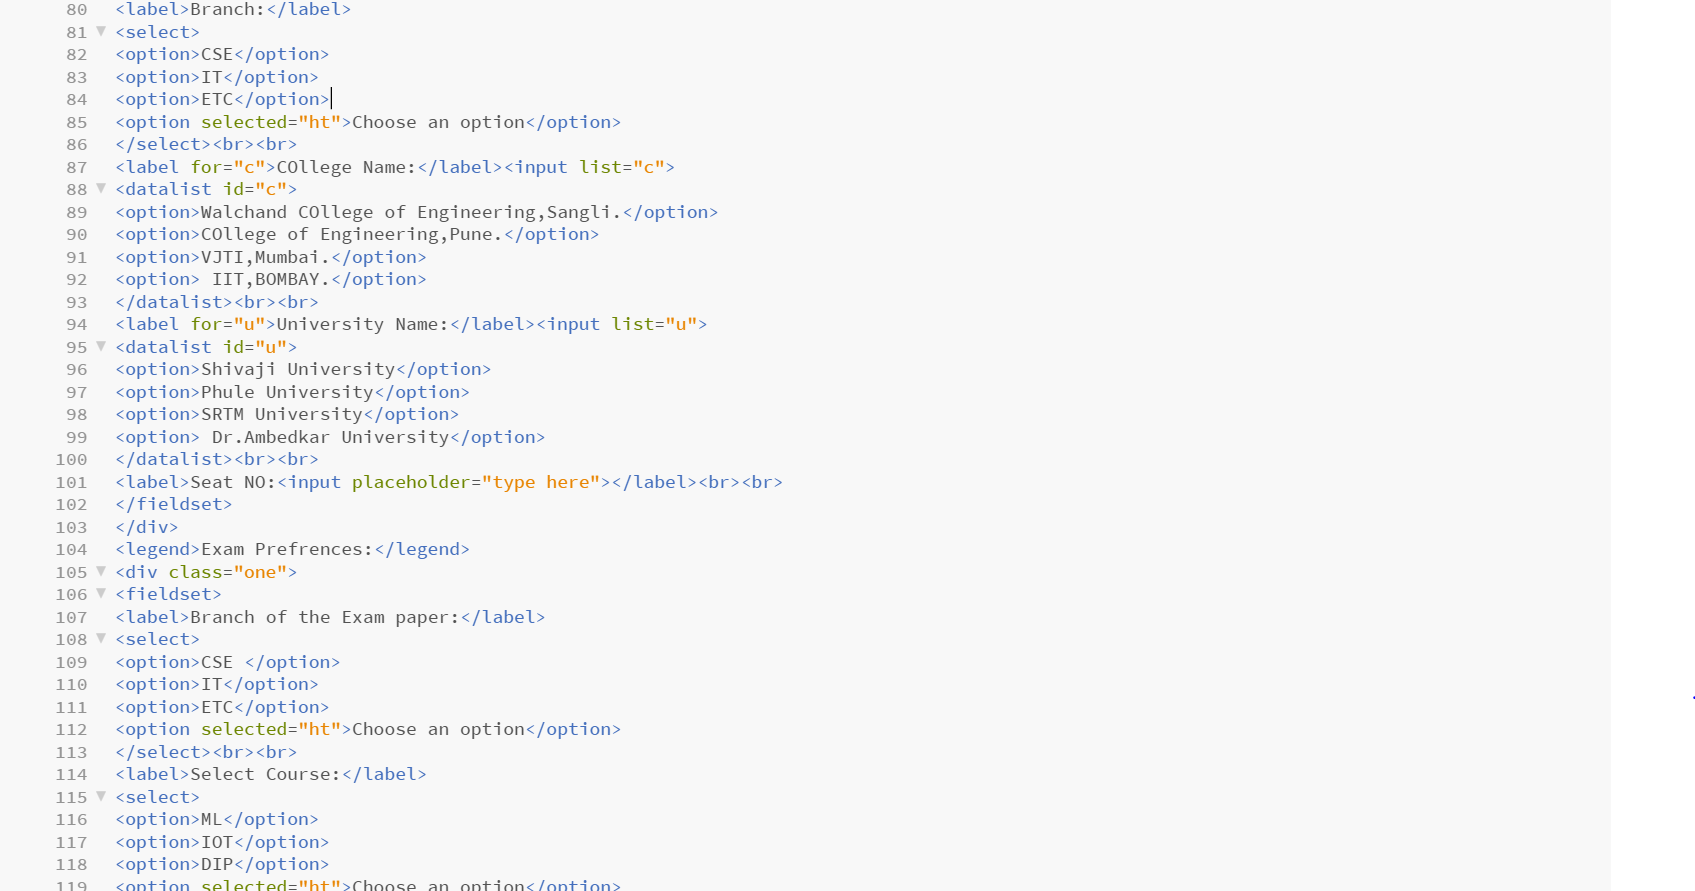 80 <label>Branch:</label>
81 <select>
82 <option>CSE</option>
83 <option>IT</option>
84 <option>ETC</option>
85 <option selected="ht">Choose an option</option>
86 </select><br><br>
87 <label for="c">COllege Name:</label><input list="c">
88 <datalist id="c">
89 <option>Walchand COllege of Engineering,Sangli.</option>
90 <option>COllege of Engineering,Pune.</option>
91 <option>VJTI,Mumbai.</option>
92 <option> IIT,BOMBAY.</option>
93 </datalist><br><br>
94 <label for="u">University Name:</label><input list="u">
95 <datalist id="u">
96 <option>Shivaji University</option>
97 <option>Phule University</option>
98 <option>SRTM University</option>
99 <option> Dr.Ambedkar University</option>
100 </datalist><br><br>
101 <label>Seat NO:<input placeholder="type here"></label><br><br>
102 </fieldset>
103 </div>
104 <legend>Exam Prefrences:</legend>
105 <div class="one">
106 <fieldset>
107 <label>Branch of the Exam paper:</label>
108 <select>
109 <option>CSE </option>
110 <option>IT</option>
111 <option>ETC</option>
112 <option selected="ht">Choose an option</option>
113 </select><br><br>
114 <label>Select Course:</label>
115 <select>
116 <option>ML</option>
117 <option>IOT</option>
118 <option>DIP</option>
119 <option selected="ht">Choose an option</option>